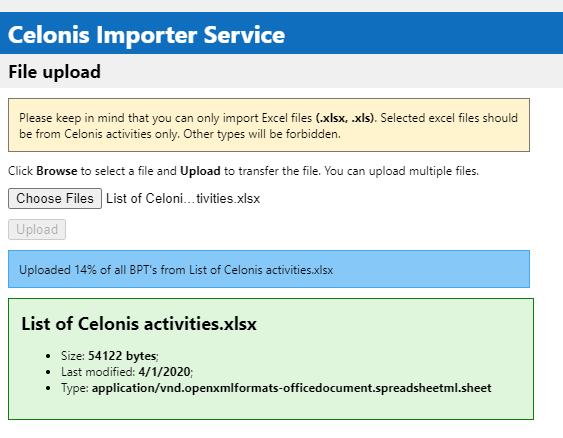 Celonis Importer Service
File upload
Please keep in mind that you can only import Excel files (.xlsx, .xls). Selected excel files should
be from Celonis activities only. Other types will be forbidden.
Click Browse to select a file and Upload to transfer the file. You can upload multiple files.
Choose Files List of Celoni...tivities.xlsx
Upload
Uploaded 14% of all BPT's from List of Celonis activities.xlsx
List of Celonis activities.xlsx
• Size: 54122 bytes;
• Last modified: 4/1/2020;
• Type: application/vnd.openxmlformats-officedocument.spreadsheetml.sheet